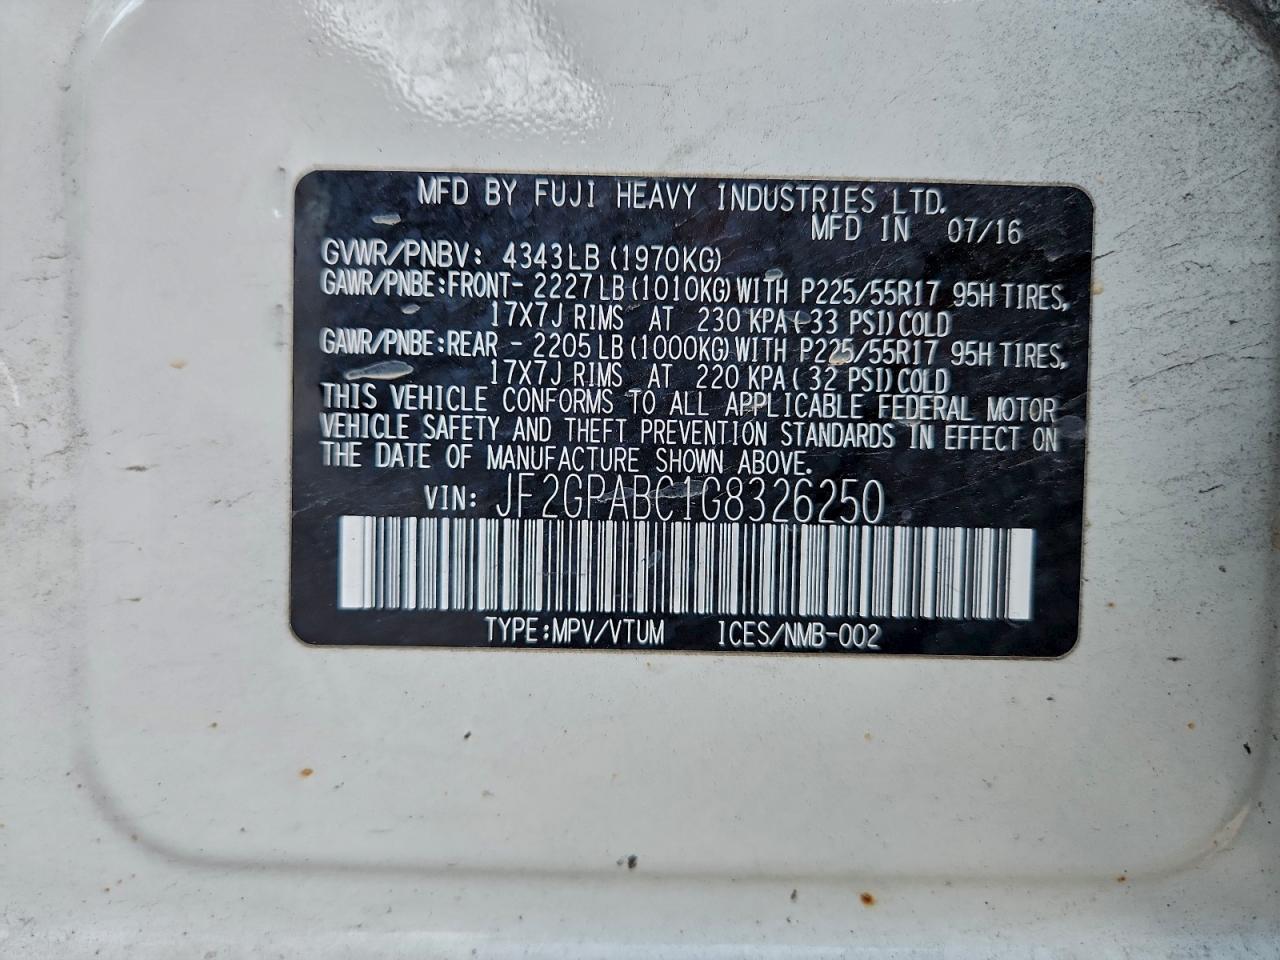 MFD BY FUJI HEAVY INDUSTRIES LTD.
MFD IN 07/16
GVWR/PNBV: 4343LB (1970KG)
GAWR/PNBE:FRONT- 2227LB(1010KG)WITH P225/55R17 95H TIRES,
17X7J RIMS AT 230 KPA( 33 PSI)COLD
GAWR/PNBE:REAR - 2205LB(1000KG)WITH P225/55R17 95H TIRES,
17X7J RIMS AT 220 KPA( 32 PSI)COLD
THIS VEHICLE CONFORMS TO ALL APPLICABLE FEDERAL MOTOR
VEHICLE SAFETY AND THEFT PREVENTION STANDARDS IN EFFECT ON
THE DATE OF MANUFACTURE SHOWN ABOVE.
VIN: JF2GPABC1G8326250
TYPE:MPV/VTUM ICES/NMB-002